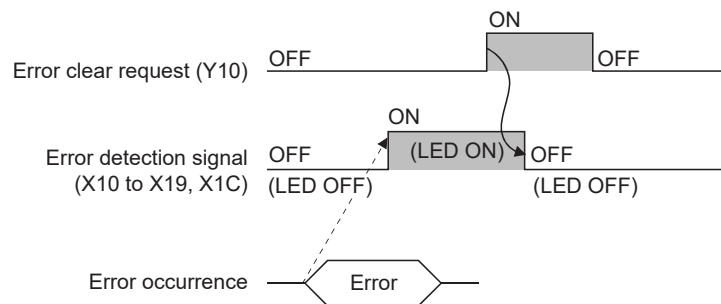 ON
Error clear request (Y10)
OFF
OFF
ON
Error detection signal
(X10 to X19, X1C)
OFF
(LED ON)
OFF
(LED OFF)
(LED OFF)
Error occurrence
Error